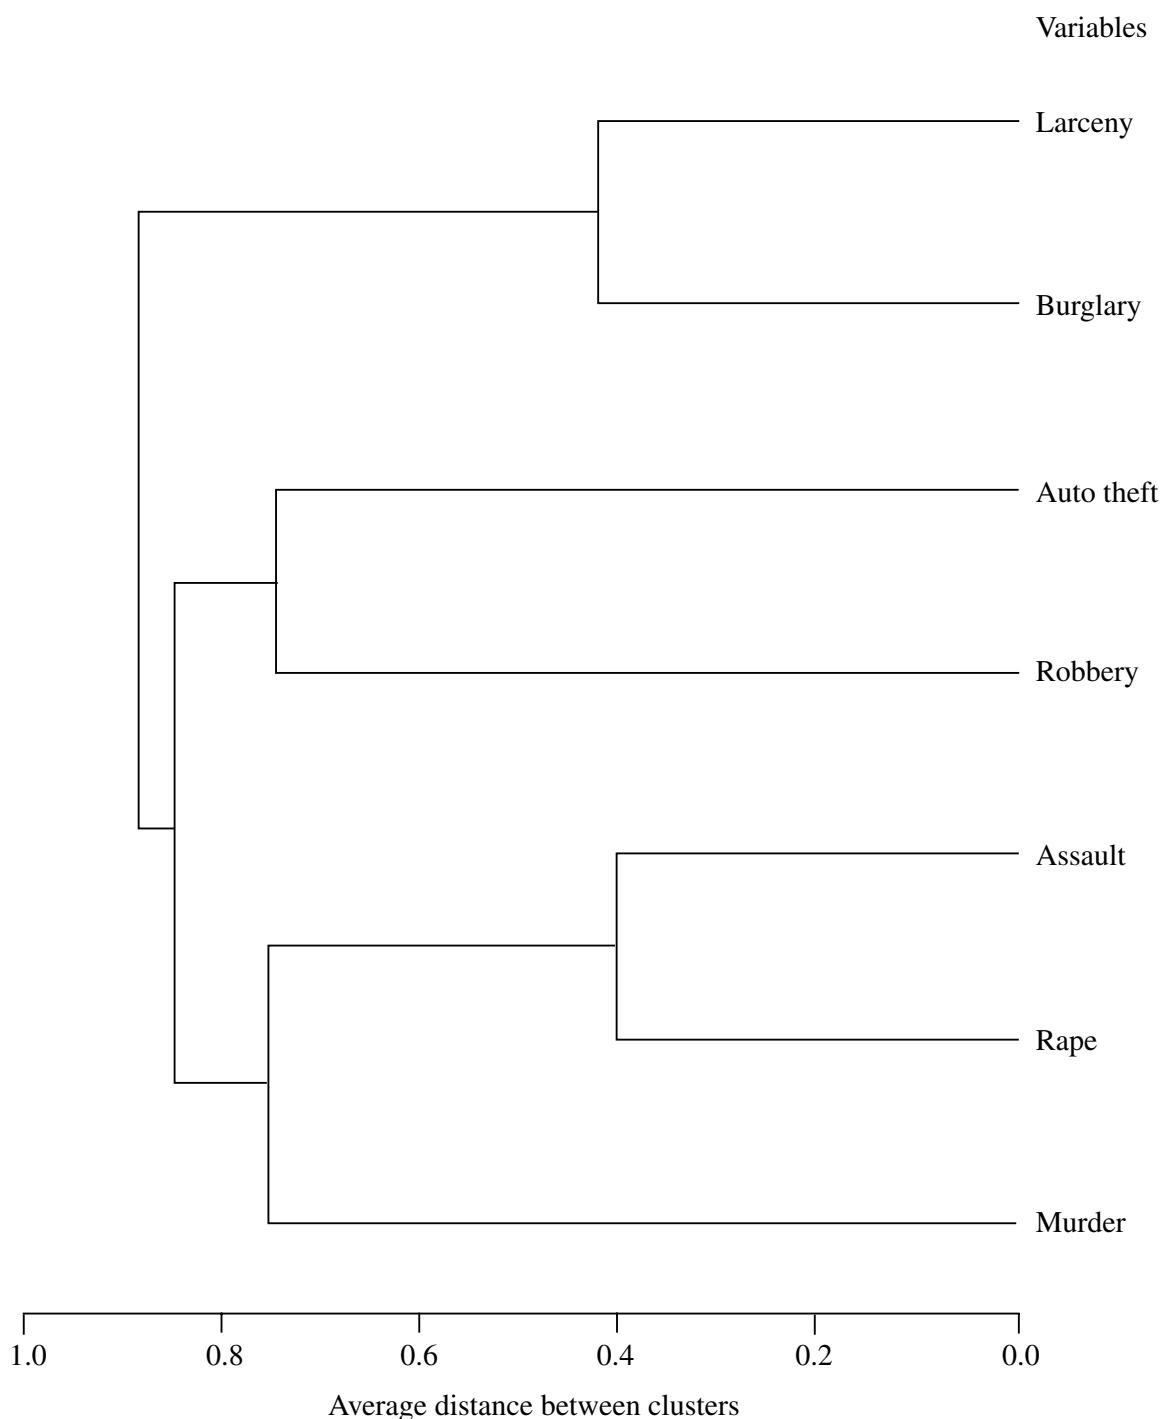 Variables
Larceny
Burglary
Auto theft
Robbery
Assault
Rape
Murder
1.0 0.8 0.6 0.4 0.2 0.0
Average distance between clusters